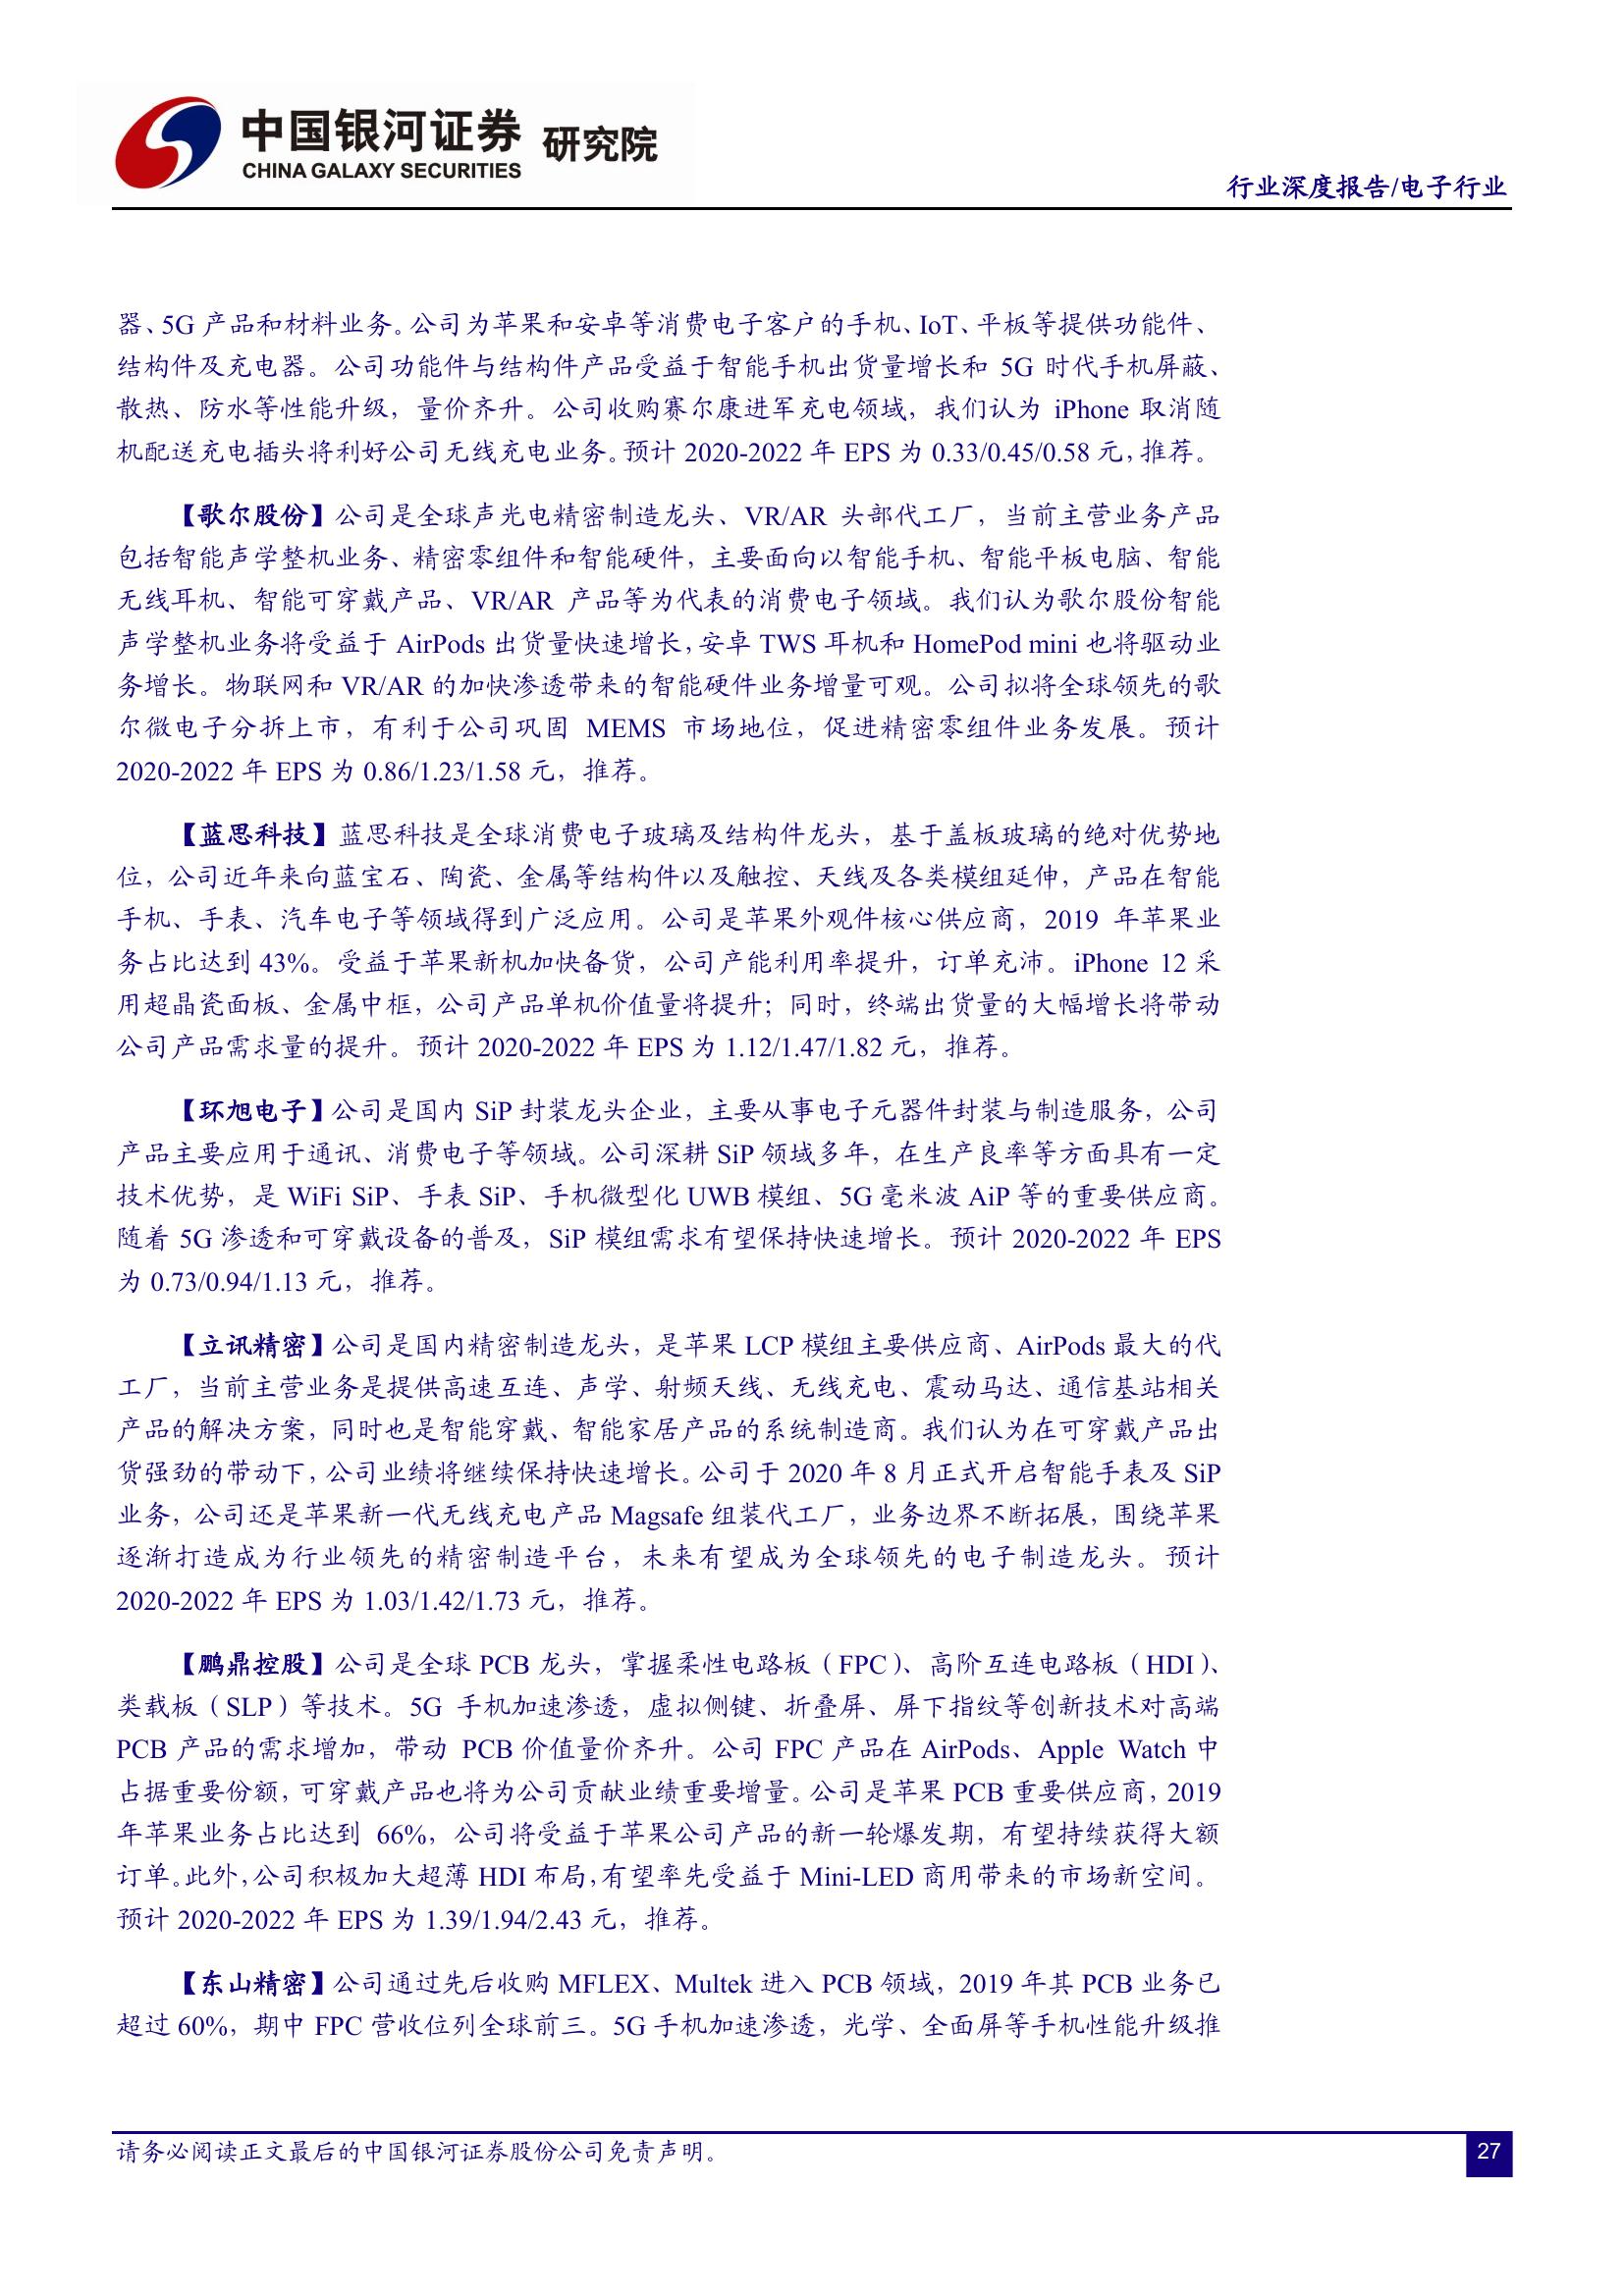 中国银河证券 研究院
CHINA GALAXY SECURITIES
行业深度报告/电子行业
器、5G 产品和材料业务。公司为苹果和安卓等消费电子客户的手机、IoT、平板等提供功能件、
结构件及充电器。公司功能件与结构件产品受益于智能手机出货量增长和 5G 时代手机屏蔽、
散热、防水等性能升级，量价齐升。公司收购赛尔康进军充电领域，我们认为 iPhone 取消随
机配送充电插头将利好公司无线充电业务。预计 2020-2022 年 EPS 为 0.33/0.45/0.58 元，推荐。
【歌尔股份】公司是全球声光电精密制造龙头、VR/AR 头部代工厂，当前主营业务产品
包括智能声学整机业务、精密零组件和智能硬件，主要面向以智能手机、智能平板电脑、智能
无线耳机、智能可穿戴产品、VR/AR 产品等为代表的消费电子领域。我们认为歌尔股份智能
声学整机业务将受益于 AirPods 出货量快速增长，安卓 TWS 耳机和 HomePod mini 也将驱动业
务增长。物联网和 VR/AR 的加快渗透带来的智能硬件业务增量可观。公司拟将全球领先的歌
尔微电子分拆上市，有利于公司巩固 MEMS 市场地位，促进精密零组件业务发展。预计
2020-2022 年 EPS 为 0.86/1.23/1.58 元，推荐。
【蓝思科技】蓝思科技是全球消费电子玻璃及结构件龙头，基于盖板玻璃的绝对优势地
位，公司近年来向蓝宝石、陶瓷、金属等结构件以及触控、天线及各类模组延伸，产品在智能
手机、手表、汽车电子等领域得到广泛应用。公司是苹果外观件核心供应商，2019 年苹果业
务占比达到 43%。受益于苹果新机加快备货，公司产能利用率提升，订单充沛。iPhone 12 采
用超晶瓷面板、金属中框，公司产品单机价值量将提升；同时，终端出货量的大幅增长将带动
公司产品需求量的提升。预计 2020-2022 年 EPS 为 1.12/1.47/1.82 元，推荐。
【环旭电子】公司是国内 SiP 封装龙头企业，主要从事电子元器件封装与制造服务，公司
产品主要应用于通讯、消费电子等领域。公司深耕 SiP 领域多年，在生产良率等方面具有一定
技术优势，是 WiFi SiP、手表 SiP、手机微型化 UWB 模组、5G 毫米波 AiP 等的重要供应商。
随着 5G 渗透和可穿戴设备的普及，SiP 模组需求有望保持快速增长。预计 2020-2022 年 EPS
为 0.73/0.94/1.13 元，推荐。
【立讯精密】公司是国内精密制造龙头，是苹果 LCP 模组主要供应商、AirPods 最大的代
工厂，当前主营业务是提供高速互连、声学、射频天线、无线充电、震动马达、通信基站相关
产品的解决方案，同时也是智能穿戴、智能家居产品的系统制造商。我们认为在可穿戴产品出
货强劲的带动下，公司业绩将继续保持快速增长。公司于 2020 年 8 月正式开启智能手表及 SiP
业务，公司还是苹果新一代无线充电产品 Magsafe 组装代工厂，业务边界不断拓展，围绕苹果
逐渐打造成为行业领先的精密制造平台，未来有望成为全球领先的电子制造龙头。预计
2020-2022 年 EPS 为 1.03/1.42/1.73 元，推荐。
【鹏鼎控股】公司是全球 PCB 龙头，掌握柔性电路板（FPC）、高阶互连电路板（HDI）、
类载板（SLP）等技术。5G 手机加速渗透，虚拟侧键、折叠屏、屏下指纹等创新技术对高端
PCB 产品的需求增加，带动 PCB 价值量价齐升。公司 FPC 产品在 AirPods、Apple Watch 中
占据重要份额，可穿戴产品也将为公司贡献业绩重要增量。公司是苹果 PCB 重要供应商，2019
年苹果业务占比达到 66%，公司将受益于苹果公司产品的新一轮爆发期，有望持续获得大额
订单。此外，公司积极加大超薄 HDI 布局，有望率先受益于 Mini-LED 商用带来的市场新空间。
预计 2020-2022 年 EPS 为 1.39/1.94/2.43 元，推荐。
【东山精密】公司通过先后收购 MFLEX、Multek 进入 PCB 领域，2019 年其 PCB 业务已
超过 60%，期中 FPC 营收位列全球前三。5G 手机加速渗透，光学、全面屏等手机性能升级推
请务必阅读正文最后的中国银河证券股份公司免责声明。
27